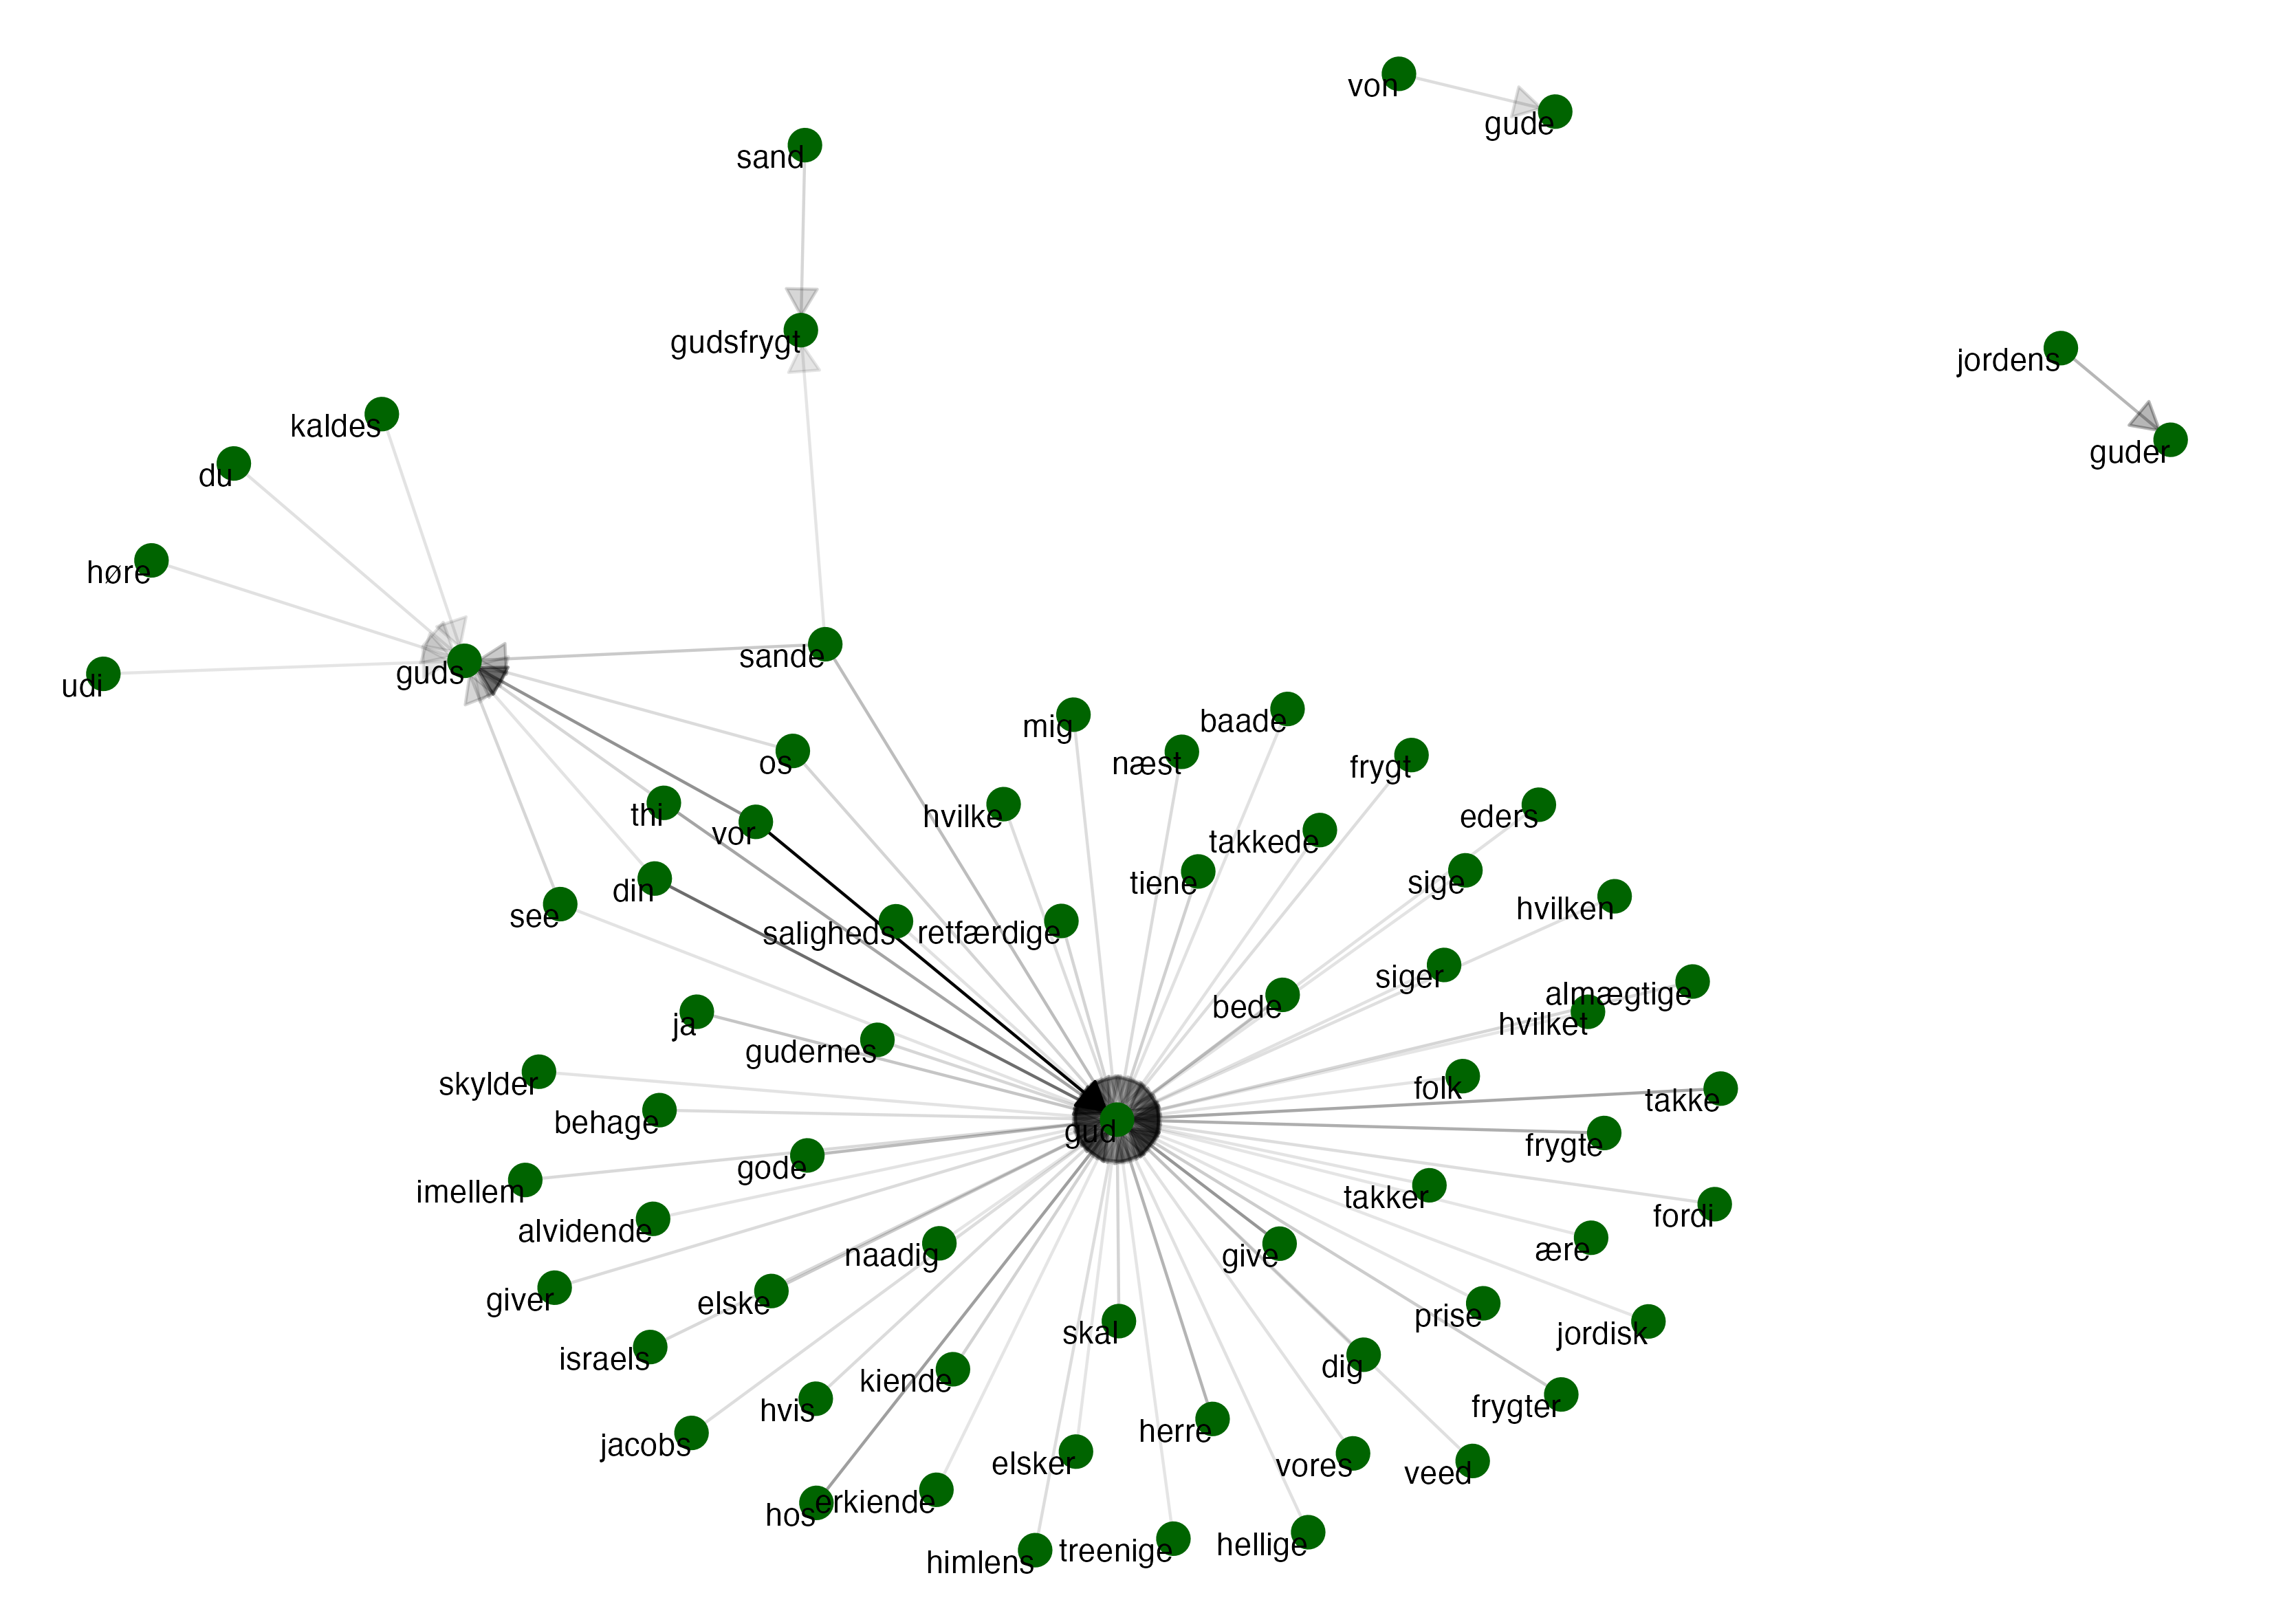 von
gude
sand
gudsfrygt
jordens
guder
kaldes
du
høre
udi
guds
sande
mig
baade
næst
os
frygt
thi
vor
hvilke
takkede
eders
din
tiene
sige
see
saligheds
retfærdige
hvilken
siger
bede
almægtige
ja
gudernes
hvilket
skylder
folk
behage
gud
takke
frygte
gode
imellem
takker
alvidende
fordi
naadig
give
ære
giver
elske
skal
prise
jordisk
israels
kiende
dig
hvis
herre
frygter
jacobs
elsker
vores
veed
hos
erkiende
himlens
treenige
hellige